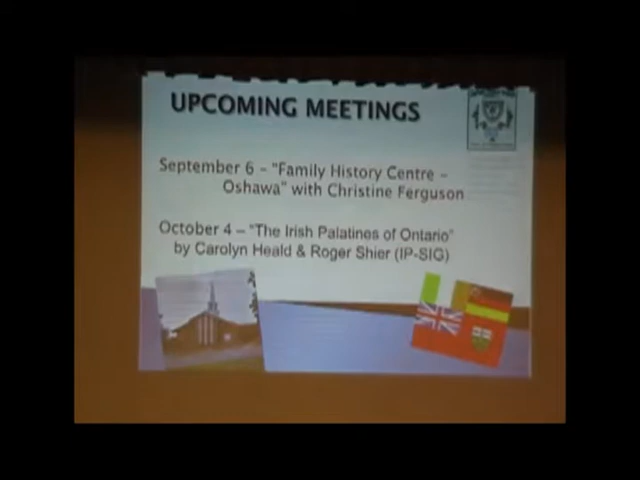 UPCOMING MEETINGS
September 6 – "Family History Centre –
Oshawa" with Christine Ferguson
October 4 – "The Irish Palatines of Ontario"
by Carolyn Heald & Roger Shier (IP-SIG)